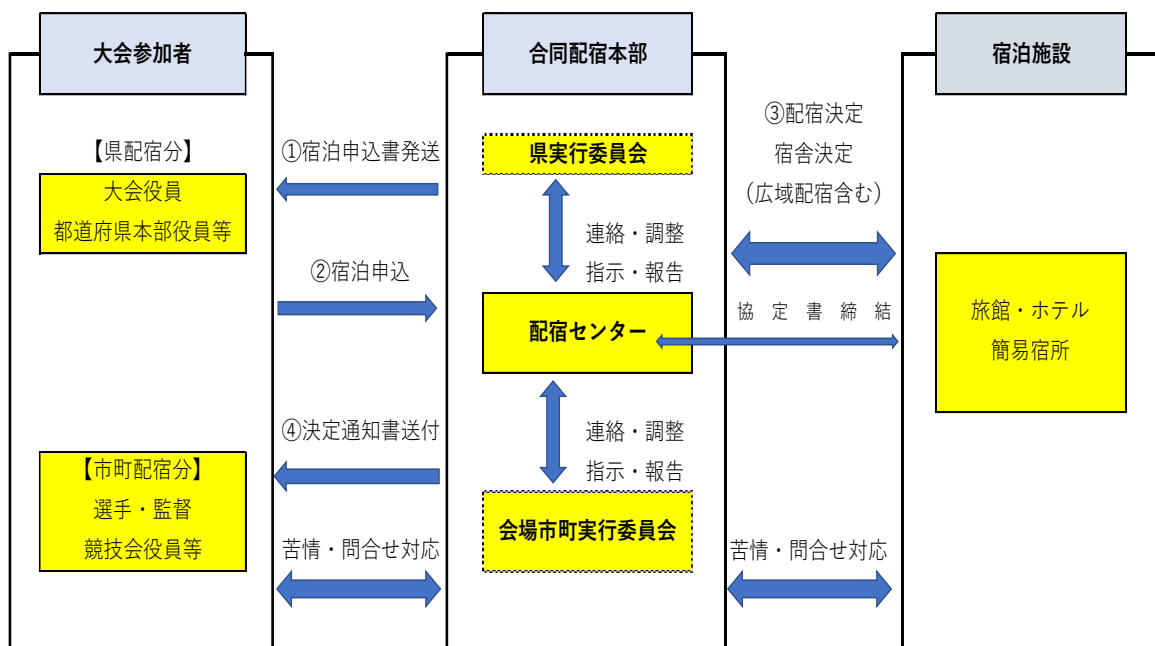 大会参加者
合同配宿本部
宿泊施設
【県配宿分】
大会役員
都道府県本部役員等
①宿泊申込書発送
②宿泊申込
④決定通知書送付
【市町配宿分】
選手・監督
競技会役員等
苦情・問合せ対応
県実行委員会
連絡・調整
指示・報告
配宿センター
連絡・調整
指示・報告
会場市町実行委員会
③配宿決定
宿舎決定
（広域配宿含む）
協定書締結
苦情・問合せ対応
旅館・ホテル
簡易宿所